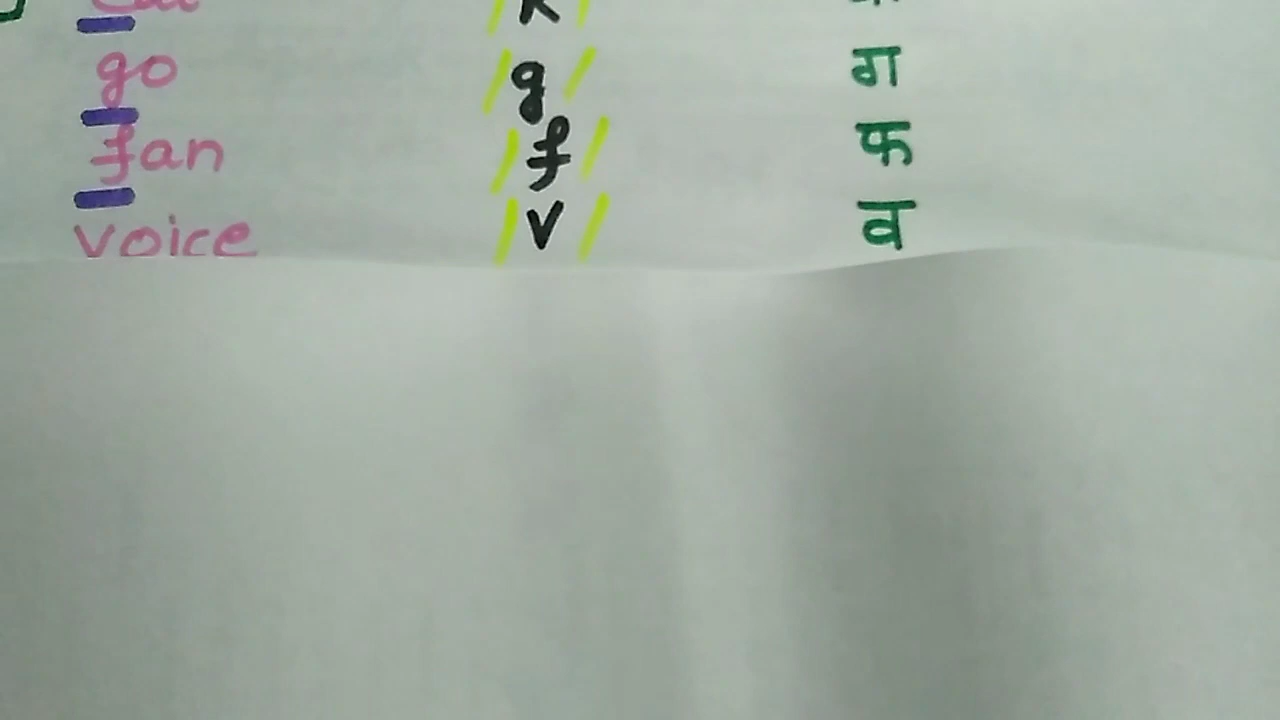 go /g/ ग
fan /f/ फ
voice /v/ व